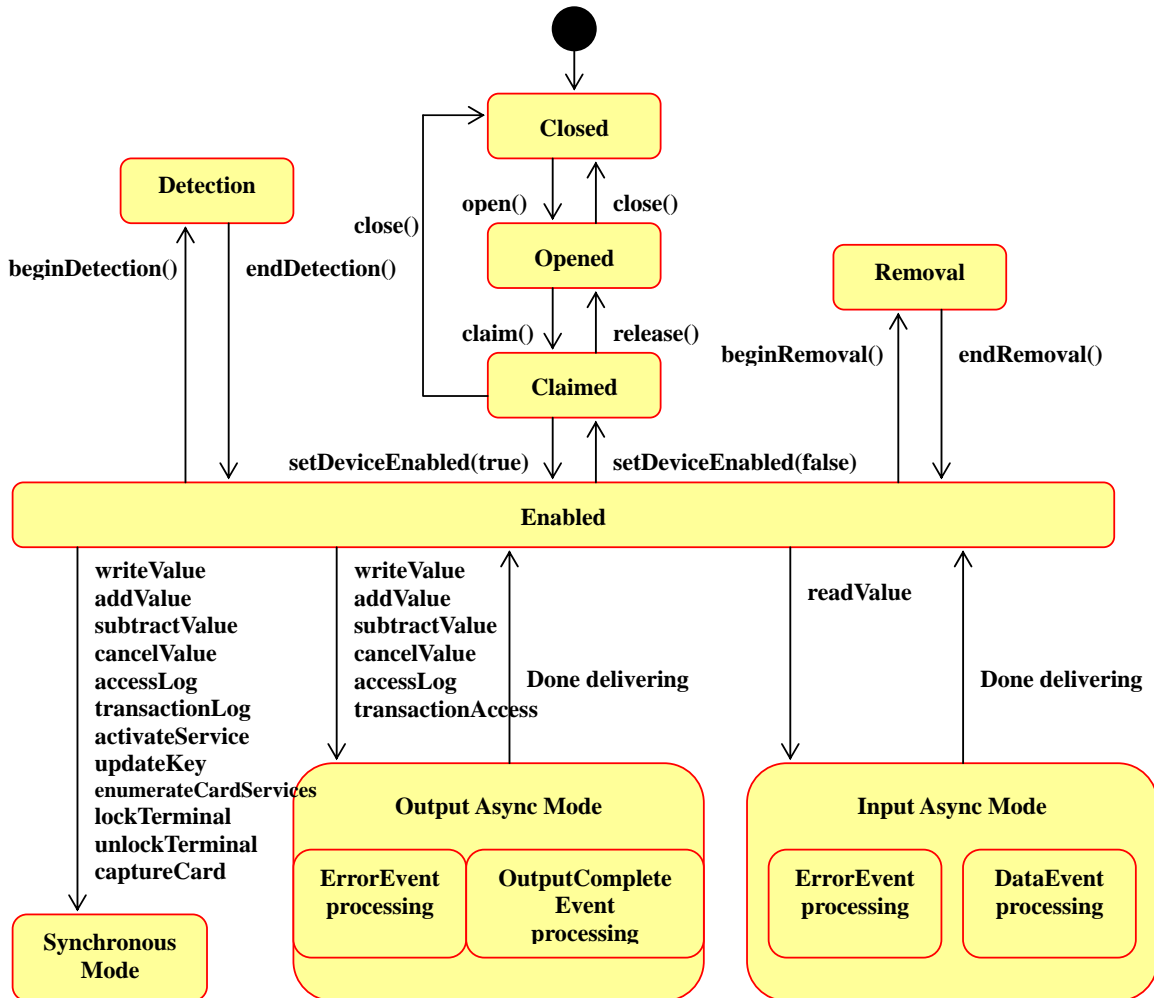 Closed
Detection
open()
close()
close()
beginDetection()
endDetection()
Opened
Removal
claim()
release()
beginRemoval()
endRemoval()
Claimed
setDeviceEnabled(true)
setDeviceEnabled(false)
Enabled
writeValue
addValue
subtractValue
cancelValue
accessLog
transactionLog
activateService
updateKey
enumerateCardServices
lockTerminal
unlockTerminal
captureCard
writeValue
addValue
subtractValue
cancelValue
accessLog
transactionAccess
Done delivering
readValue
Done delivering
Synchronous
Mode
Output Async Mode
ErrorEvent
processing
OutputComplete
Event
processing
Input Async Mode
ErrorEvent
processing
DataEvent
processing